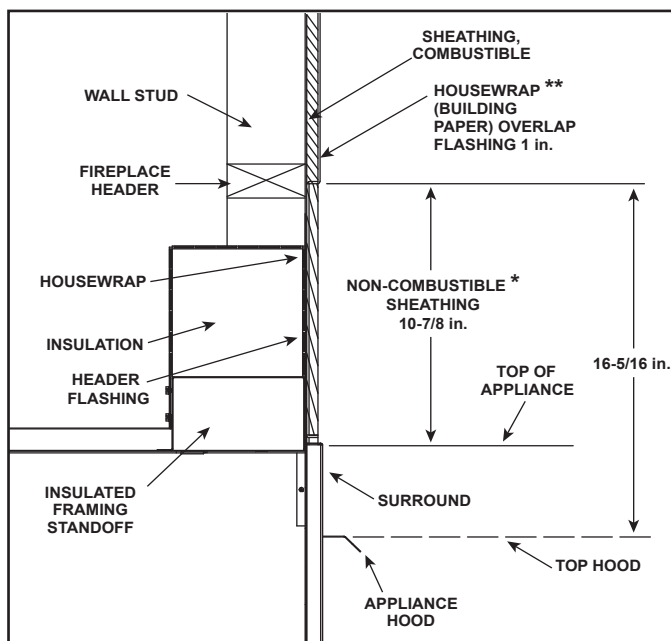 SHEATHING,
COMBUSTIBLE
WALL STUD
HOUSEWRAP **
(BUILDING
PAPER) OVERLAP
FLASHING 1 in.
FIREPLACE
HEADER
HOUSEWRAP
NON-COMBUSTIBLE *
SHEATHING
10-7/8 in.
INSULATION
16-5/16 in.
HEADER
FLASHING
TOP OF
APPLIANCE
INSULATED
FRAMING
STANDOFF
SURROUND
TOP HOOD
APPLIANCE
HOOD